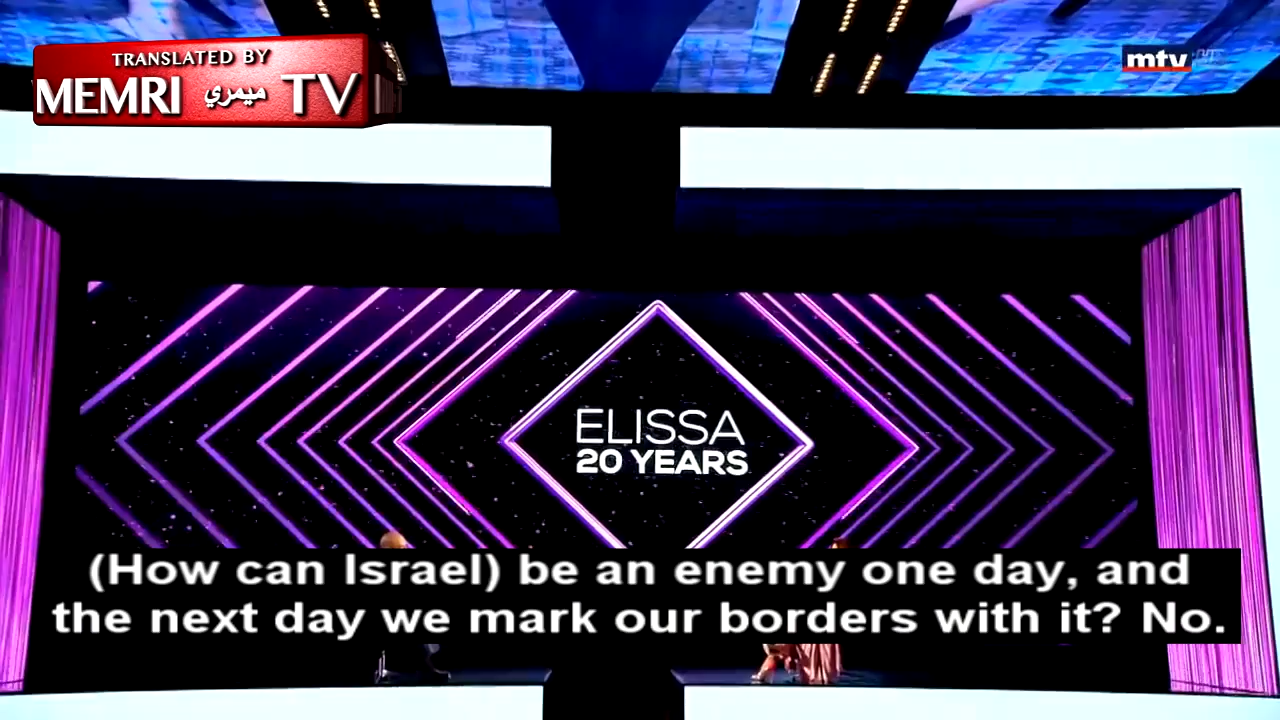 TRANSLATED BY
MEMRI ميمري TV
mtv
ELISSA
20 YEARS
(How can Israel) be an enemy one day, and
the next day we mark our borders with it? No.